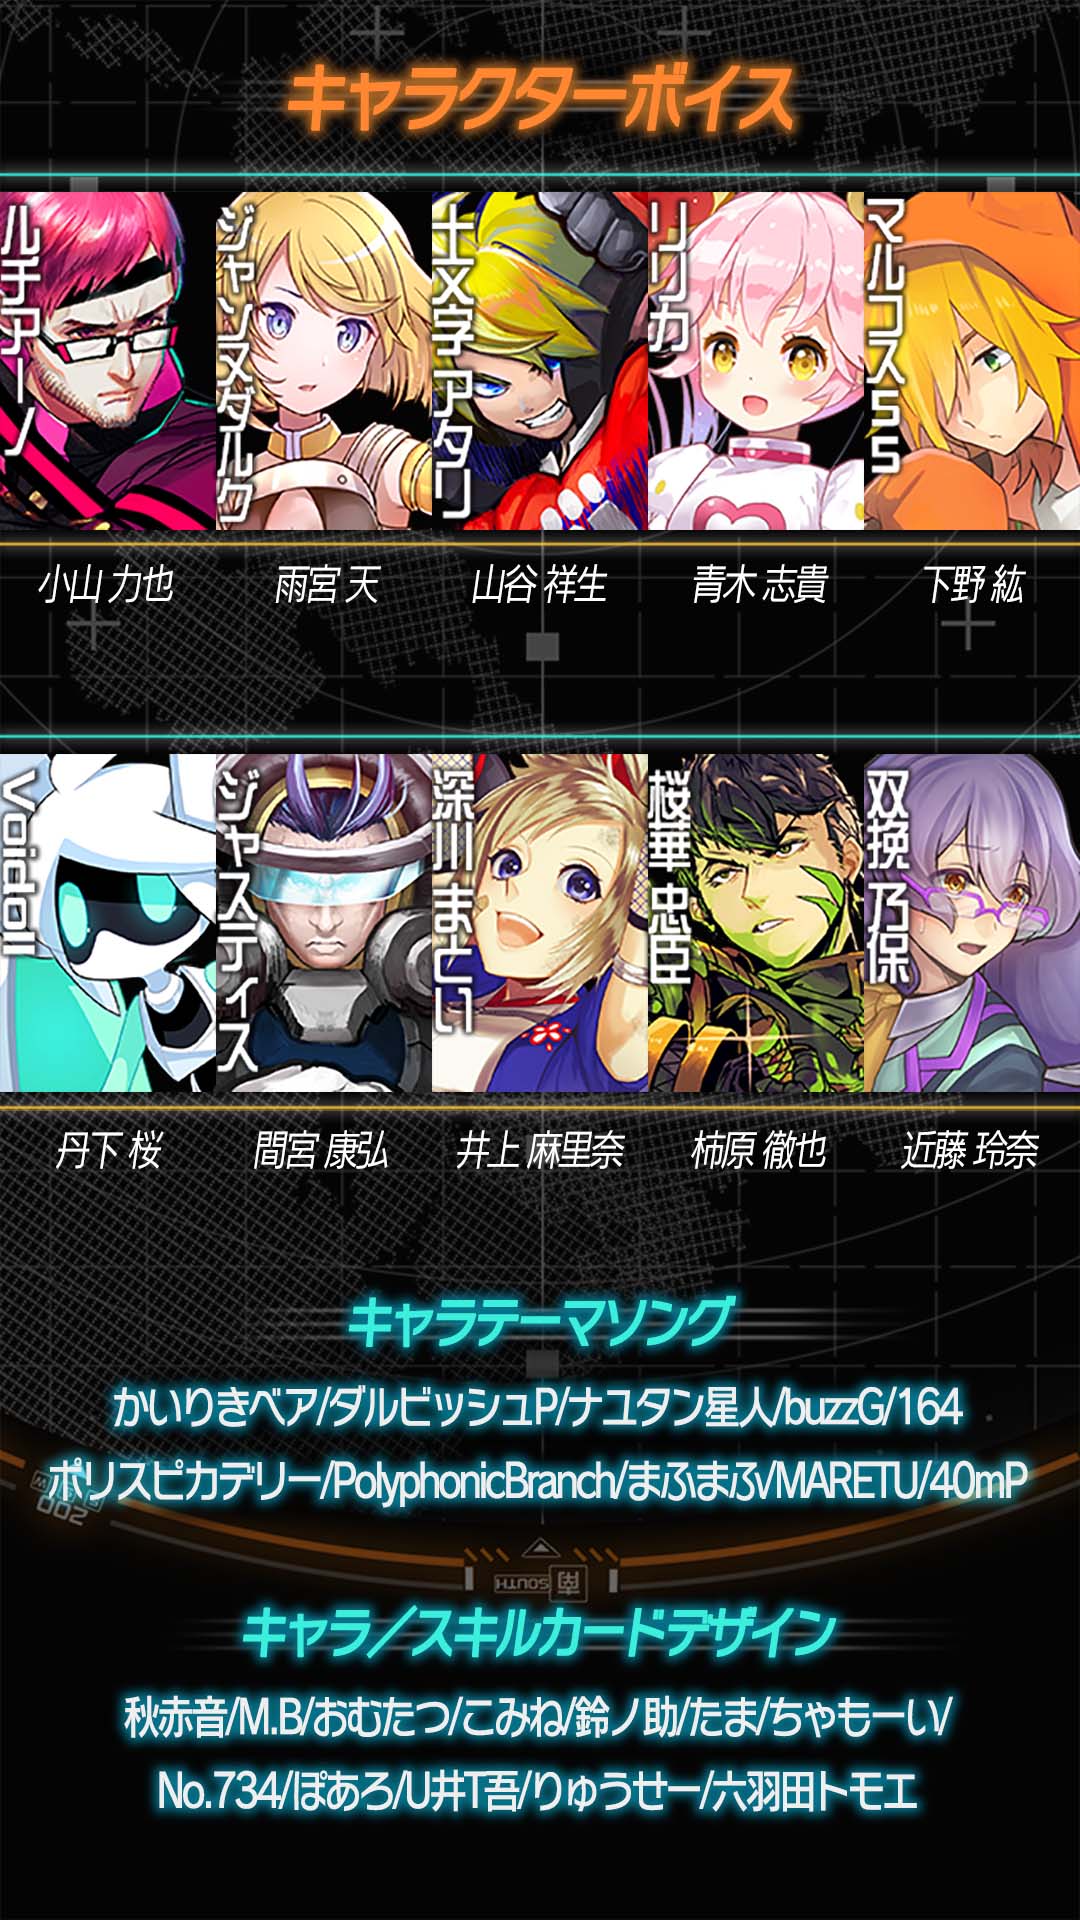 キャラクターボイス
ルチアーノ
ジャンヌダルク
十文字 アタリ
リリカ
マルコス55
小山 力也
雨宮 天
山谷 祥生
青木 志貴
下野 紘
Voidoll
ジャスティス
深川 まとい
桜華 忠臣
双挽 乃保
丹下 桜
間宮 康弘
井上 麻里奈
柿原 徹也
近藤 玲奈
キャラテーマソング
かいりきベア/ダルビッシュP/ナユタン星人/buzzG/164
ポリスピカデリー/PolyphonicBranch/まふまふ/MARETU/40mP
002
SOUTH 南
キャラ／スキルカードデザイン
秋赤音/M.B/おむたつ/こみね/鈴ノ助/たま/ちゃもーい/
No.734/ぽあろ/U井T吾/りゅうせー/六羽田トモエ